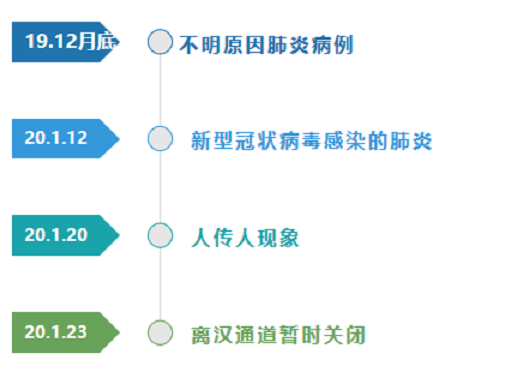 19.12月底
不明原因肺炎病例
20.1.12
新型冠状病毒感染的肺炎
20.1.20
人传人现象
20.1.23
离汉通道暂时关闭